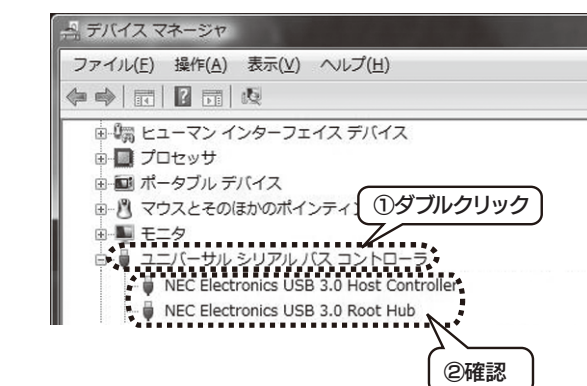 デバイス マネージャ
ファイル(F) 操作(A) 表示(V) ヘルプ(H)
ヒューマン インターフェイス デバイス
プロセッサ
ポータブル デバイス
マウスとそのほかのポインティン
①ダブルクリック
モニタ
ユニバーサル シリアル バス コントローラ
NEC Electronics USB 3.0 Host Controller
NEC Electronics USB 3.0 Root Hub
②確認